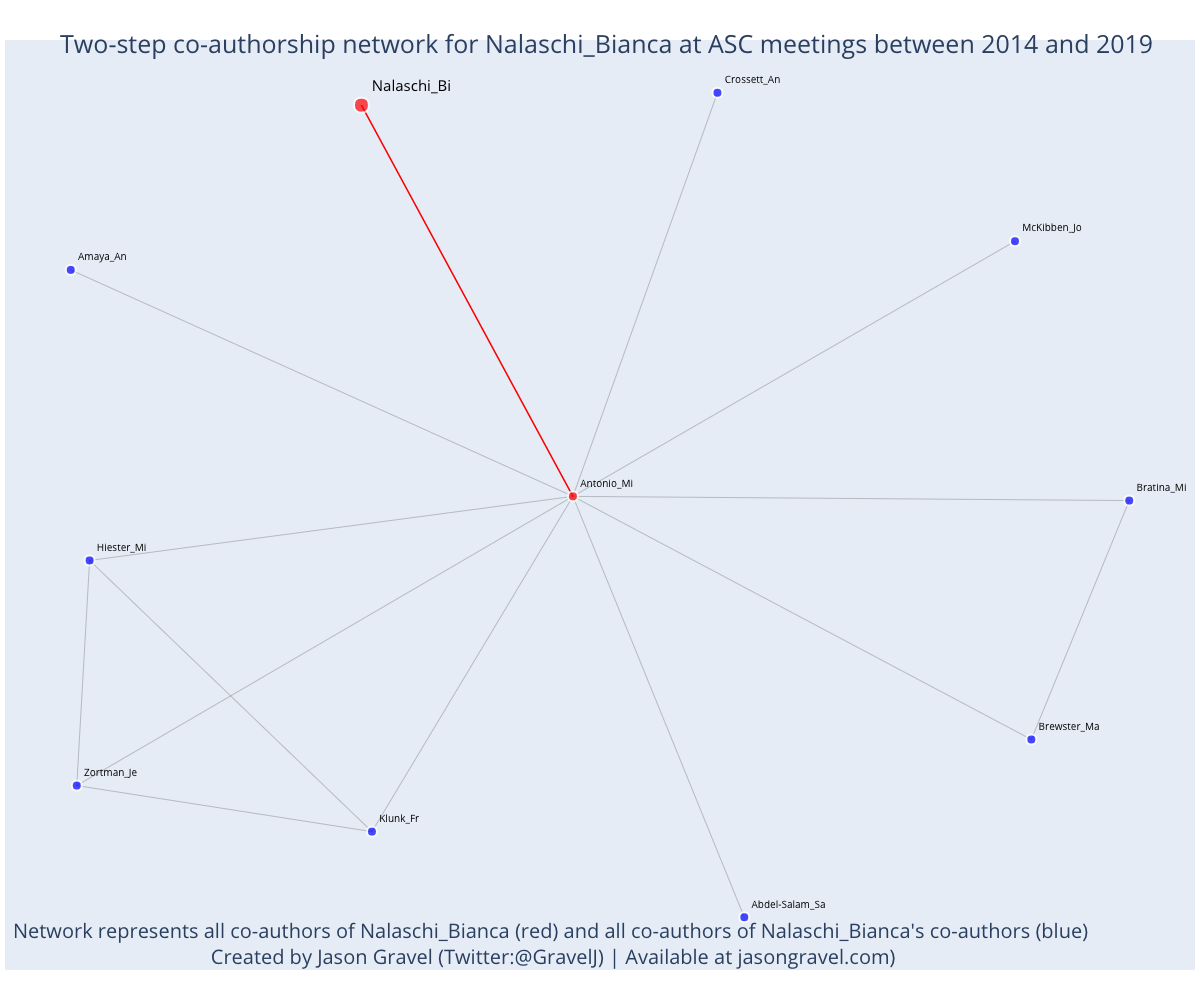 Two-step co-authorship network for Nalaschi_Bianca at ASC meetings between 2014 and 2019
Nalaschi_Bi
Crossett_An
McKibben_Jo
Amaya_An
Antonio_Mi
Bratina_Mi
Hiester_Mi
Brewster_Ma
Zortman_Je
Klunk_Fr
Abdel-Salam_Sa
Network represents all co-authors of Nalaschi_Bianca (red) and all co-authors of Nalaschi_Bianca's co-authors (blue)
Created by Jason Gravel (Twitter:@GravelJ) | Available at jasongravel.com)